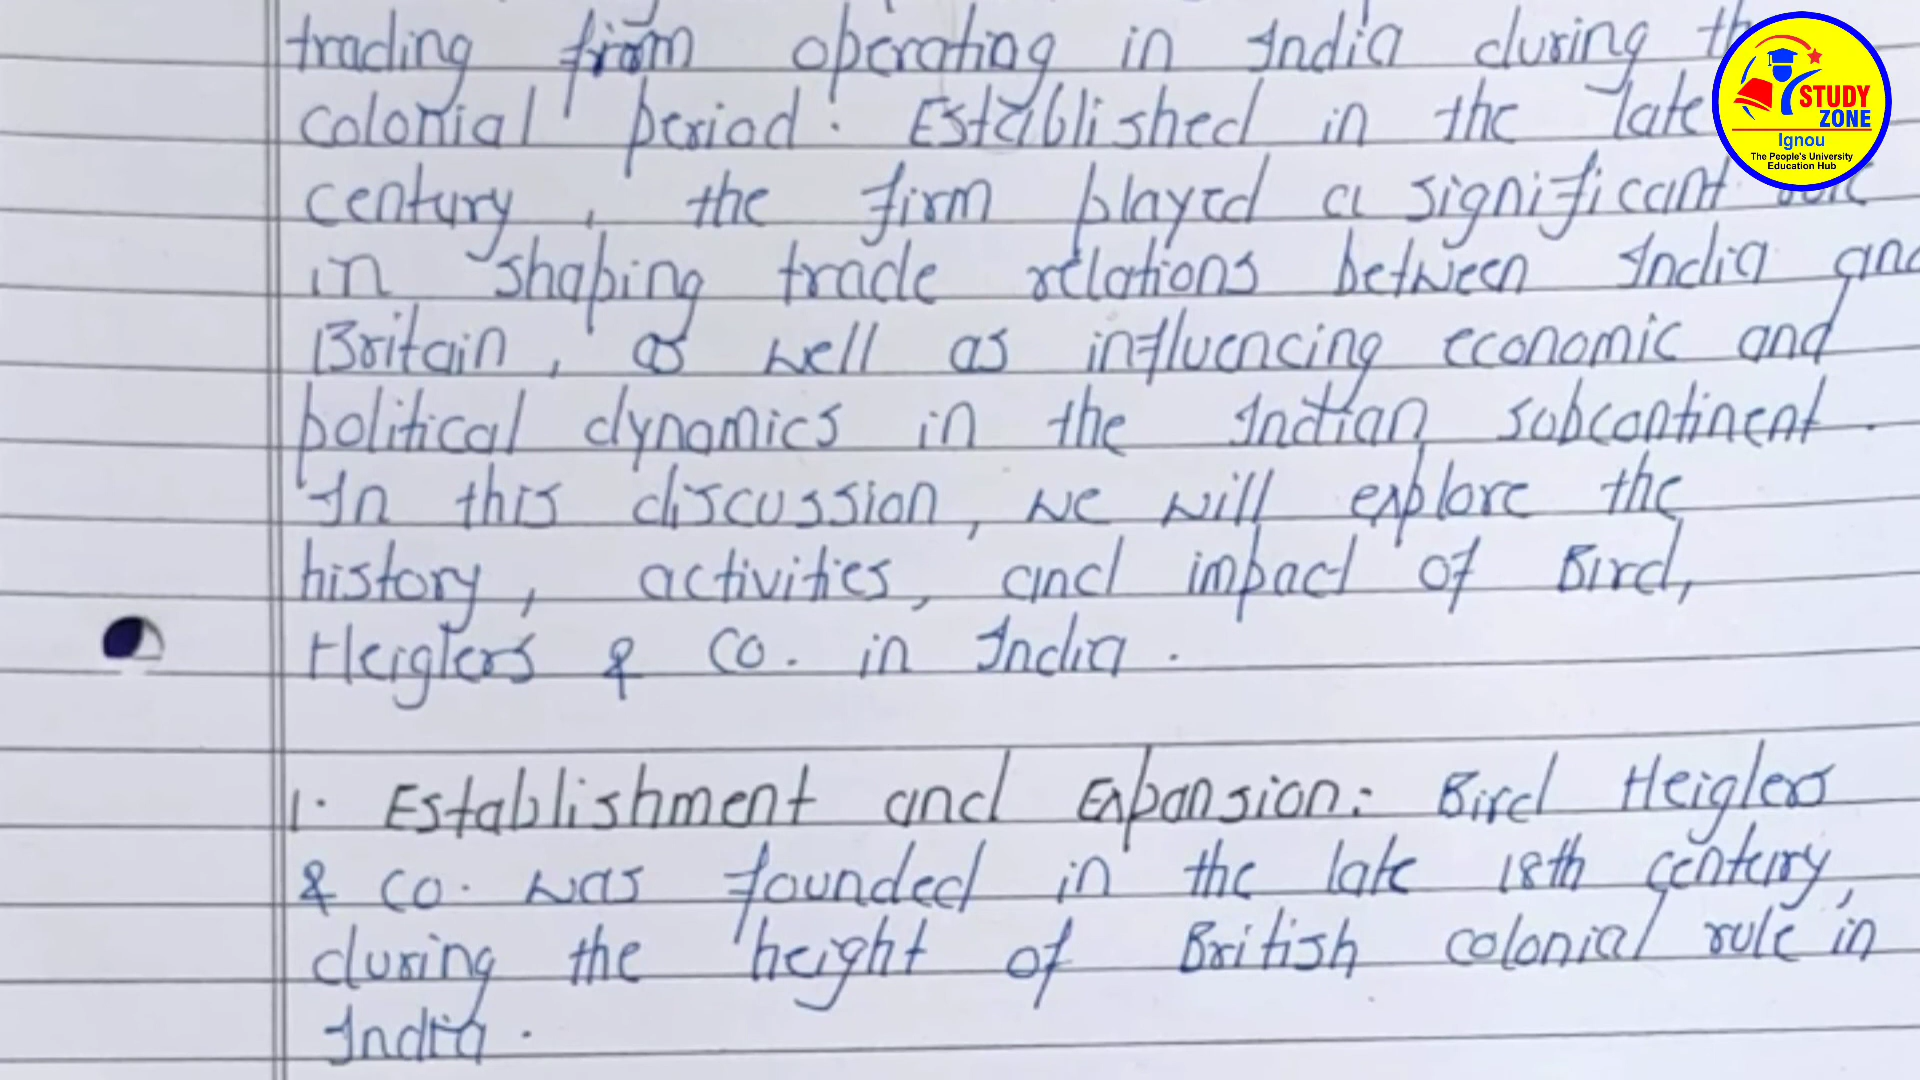 trading firm operating in India during th
colonial period. Established in the late
century, the firm played a significant role
in shaping trade relations between India and
Britain, as well as influencing economic and
political dynamics in the Indian subcontinent.
In this discussion, we will explore the
history, activities, and impact of Bird,
Heiglers & Co. in India.
1. Establishment and Expansion: Bird Heiglers
& Co. was founded in the late 18th century,
during the height of British colonial rule in
India.
STUDY
ZONE
Ignou
The People's University
Education Hub